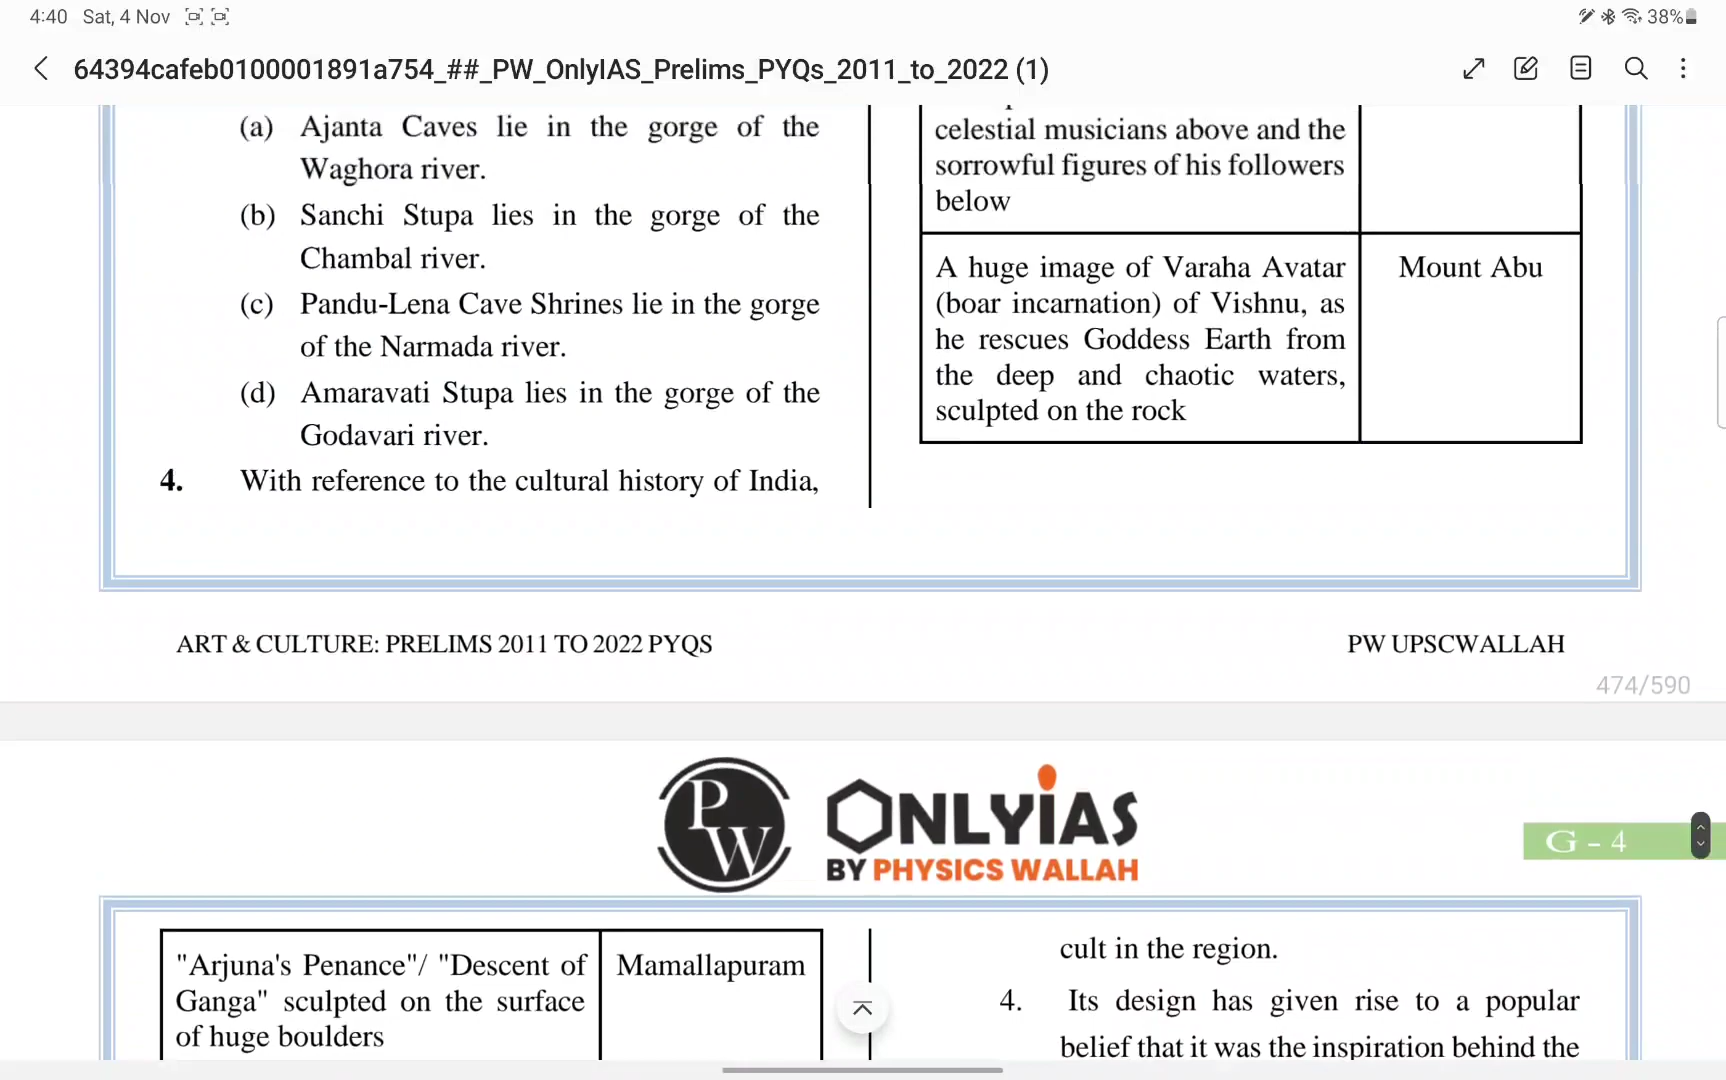 4:40 Sat, 4 Nov
38%
64394cafeb0100001891a754_##_PW_OnlyIAS_Prelims_PYQs_2011_to_2022 (1)
(a) Ajanta Caves lie in the gorge of the
Waghora river.
(b) Sanchi Stupa lies in the gorge of the
Chambal river.
(c) Pandu-Lena Cave Shrines lie in the gorge
of the Narmada river.
(d) Amaravati Stupa lies in the gorge of the
Godavari river.
4. With reference to the cultural history of India,
celestial musicians above and the
sorrowful figures of his followers
below
A huge image of Varaha Avatar
(boar incarnation) of Vishnu, as
he rescues Goddess Earth from
the deep and chaotic waters,
sculpted on the rock
Mount Abu
ART & CULTURE: PRELIMS 2011 TO 2022 PYQS
PW UPSCWALLAH
474/590
PW
ONLYIAS
BY PHYSICS WALLAH
G - 4
"Arjuna's Penance"/ "Descent of
Ganga" sculpted on the surface
of huge boulders
Mamallapuram
cult in the region.
4. Its design has given rise to a popular
belief that it was the inspiration behind the